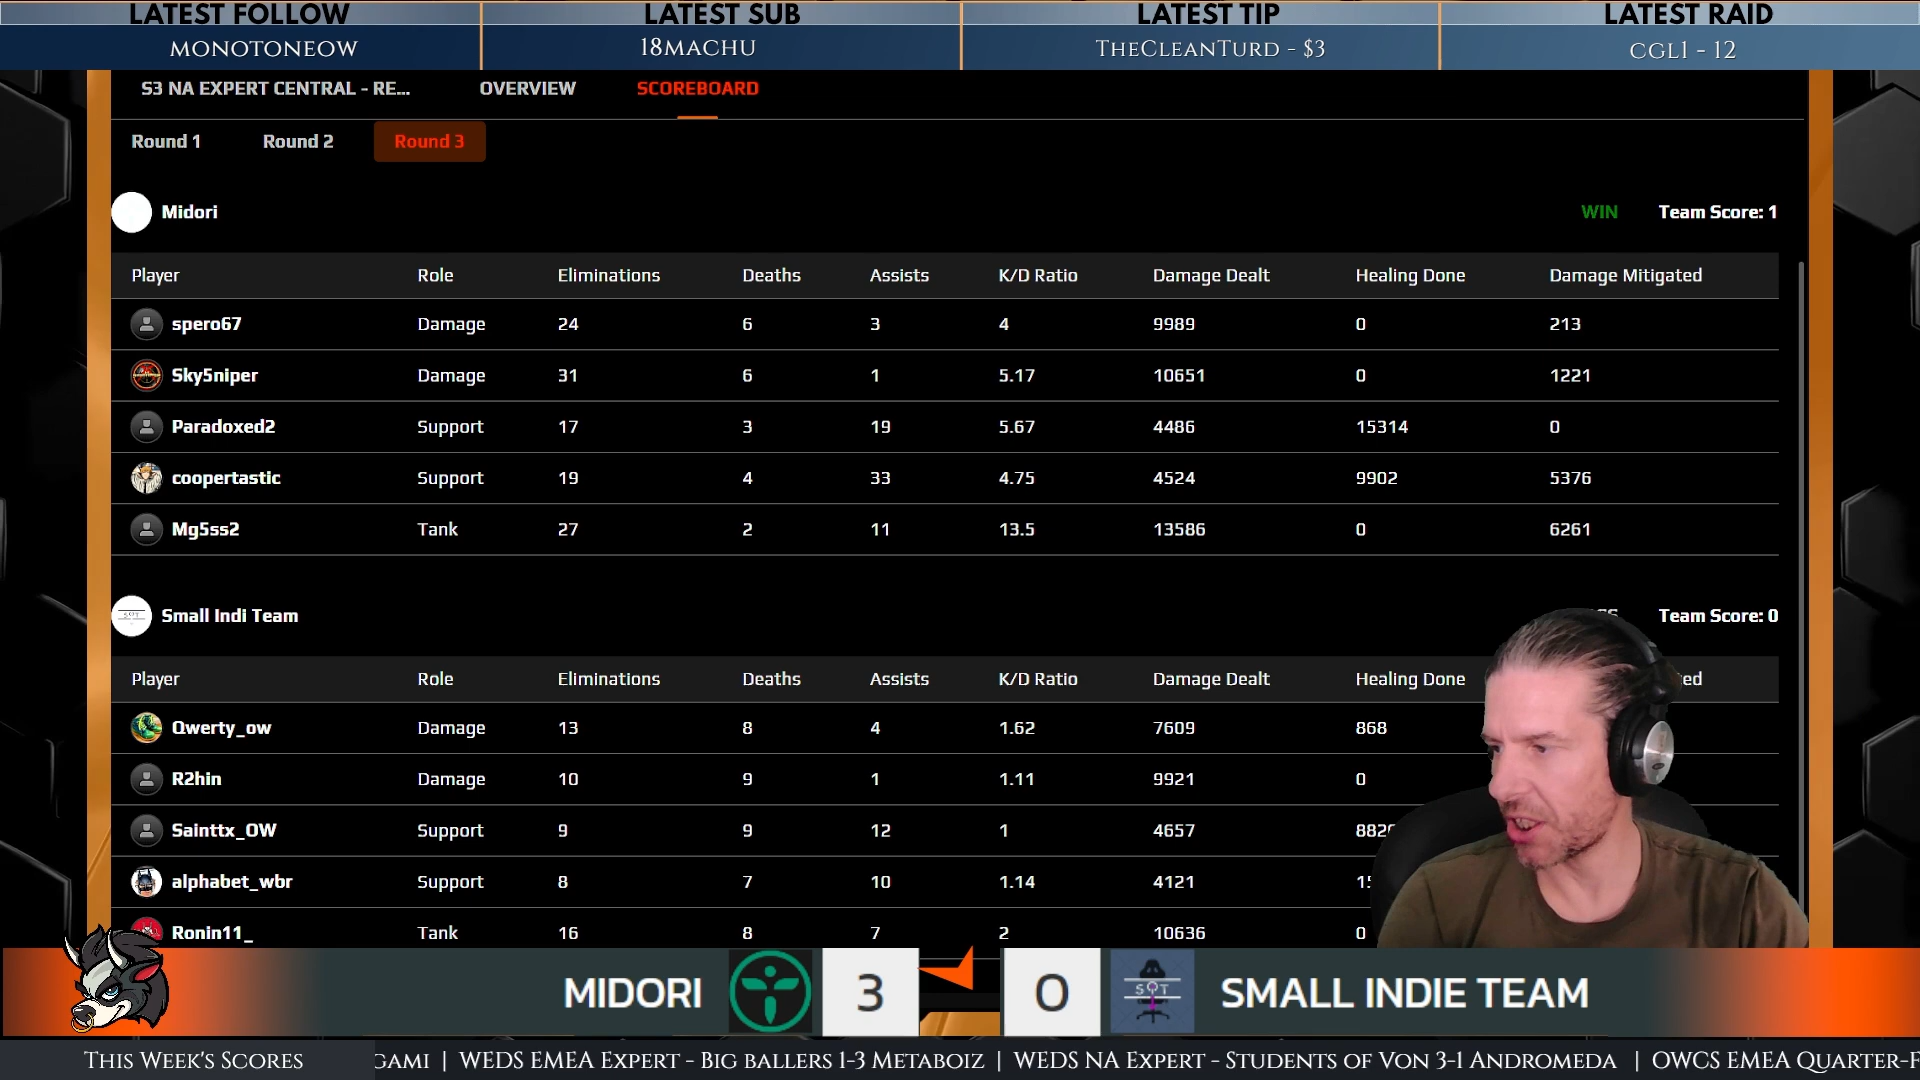 LATEST FOLLOW LATEST SUB LATEST TIP LATEST RAID
MONOTONEOW 18MACHU THECLEANTURD - $3 CGL1 - 12
S3 NA EXPERT CENTRAL - RE... OVERVIEW SCOREBOARD
Round 1 Round 2 Round 3
Midori WIN Team Score: 1
Player Role Eliminations Deaths Assists K/D Ratio Damage Dealt Healing Done Damage Mitigated
spero67 Damage 24 6 3 4 9989 0 213
Sky5niper Damage 31 6 1 5.17 10651 0 1221
Paradoxed2 Support 17 3 19 5.67 4486 15314 0
coopertastic Support 19 4 33 4.75 4524 9902 5376
Mg5ss2 Tank 27 2 11 13.5 13586 0 6261
Small Indi Team Team Score: 0
Player Role Eliminations Deaths Assists K/D Ratio Damage Dealt Healing Done
Qwerty_ow Damage 13 8 4 1.62 7609 868
R2hin Damage 10 9 1 1.11 9921 0
Sainttx_OW Support 9 9 12 1 4657
alphabet_wbr Support 8 7 10 1.14 4121
Ronin11_ Tank 16 8 7 2 10636 0
MIDORI 3 0 SMALL INDIE TEAM
THIS WEEK'S SCORES GAMI | WEDS EMEA EXPERT - BIG BALLERS 1-3 METABOIZ | WEDS NA EXPERT - STUDENTS OF VON 3-1 ANDROMEDA | OWCS EMEA QUARTER-F